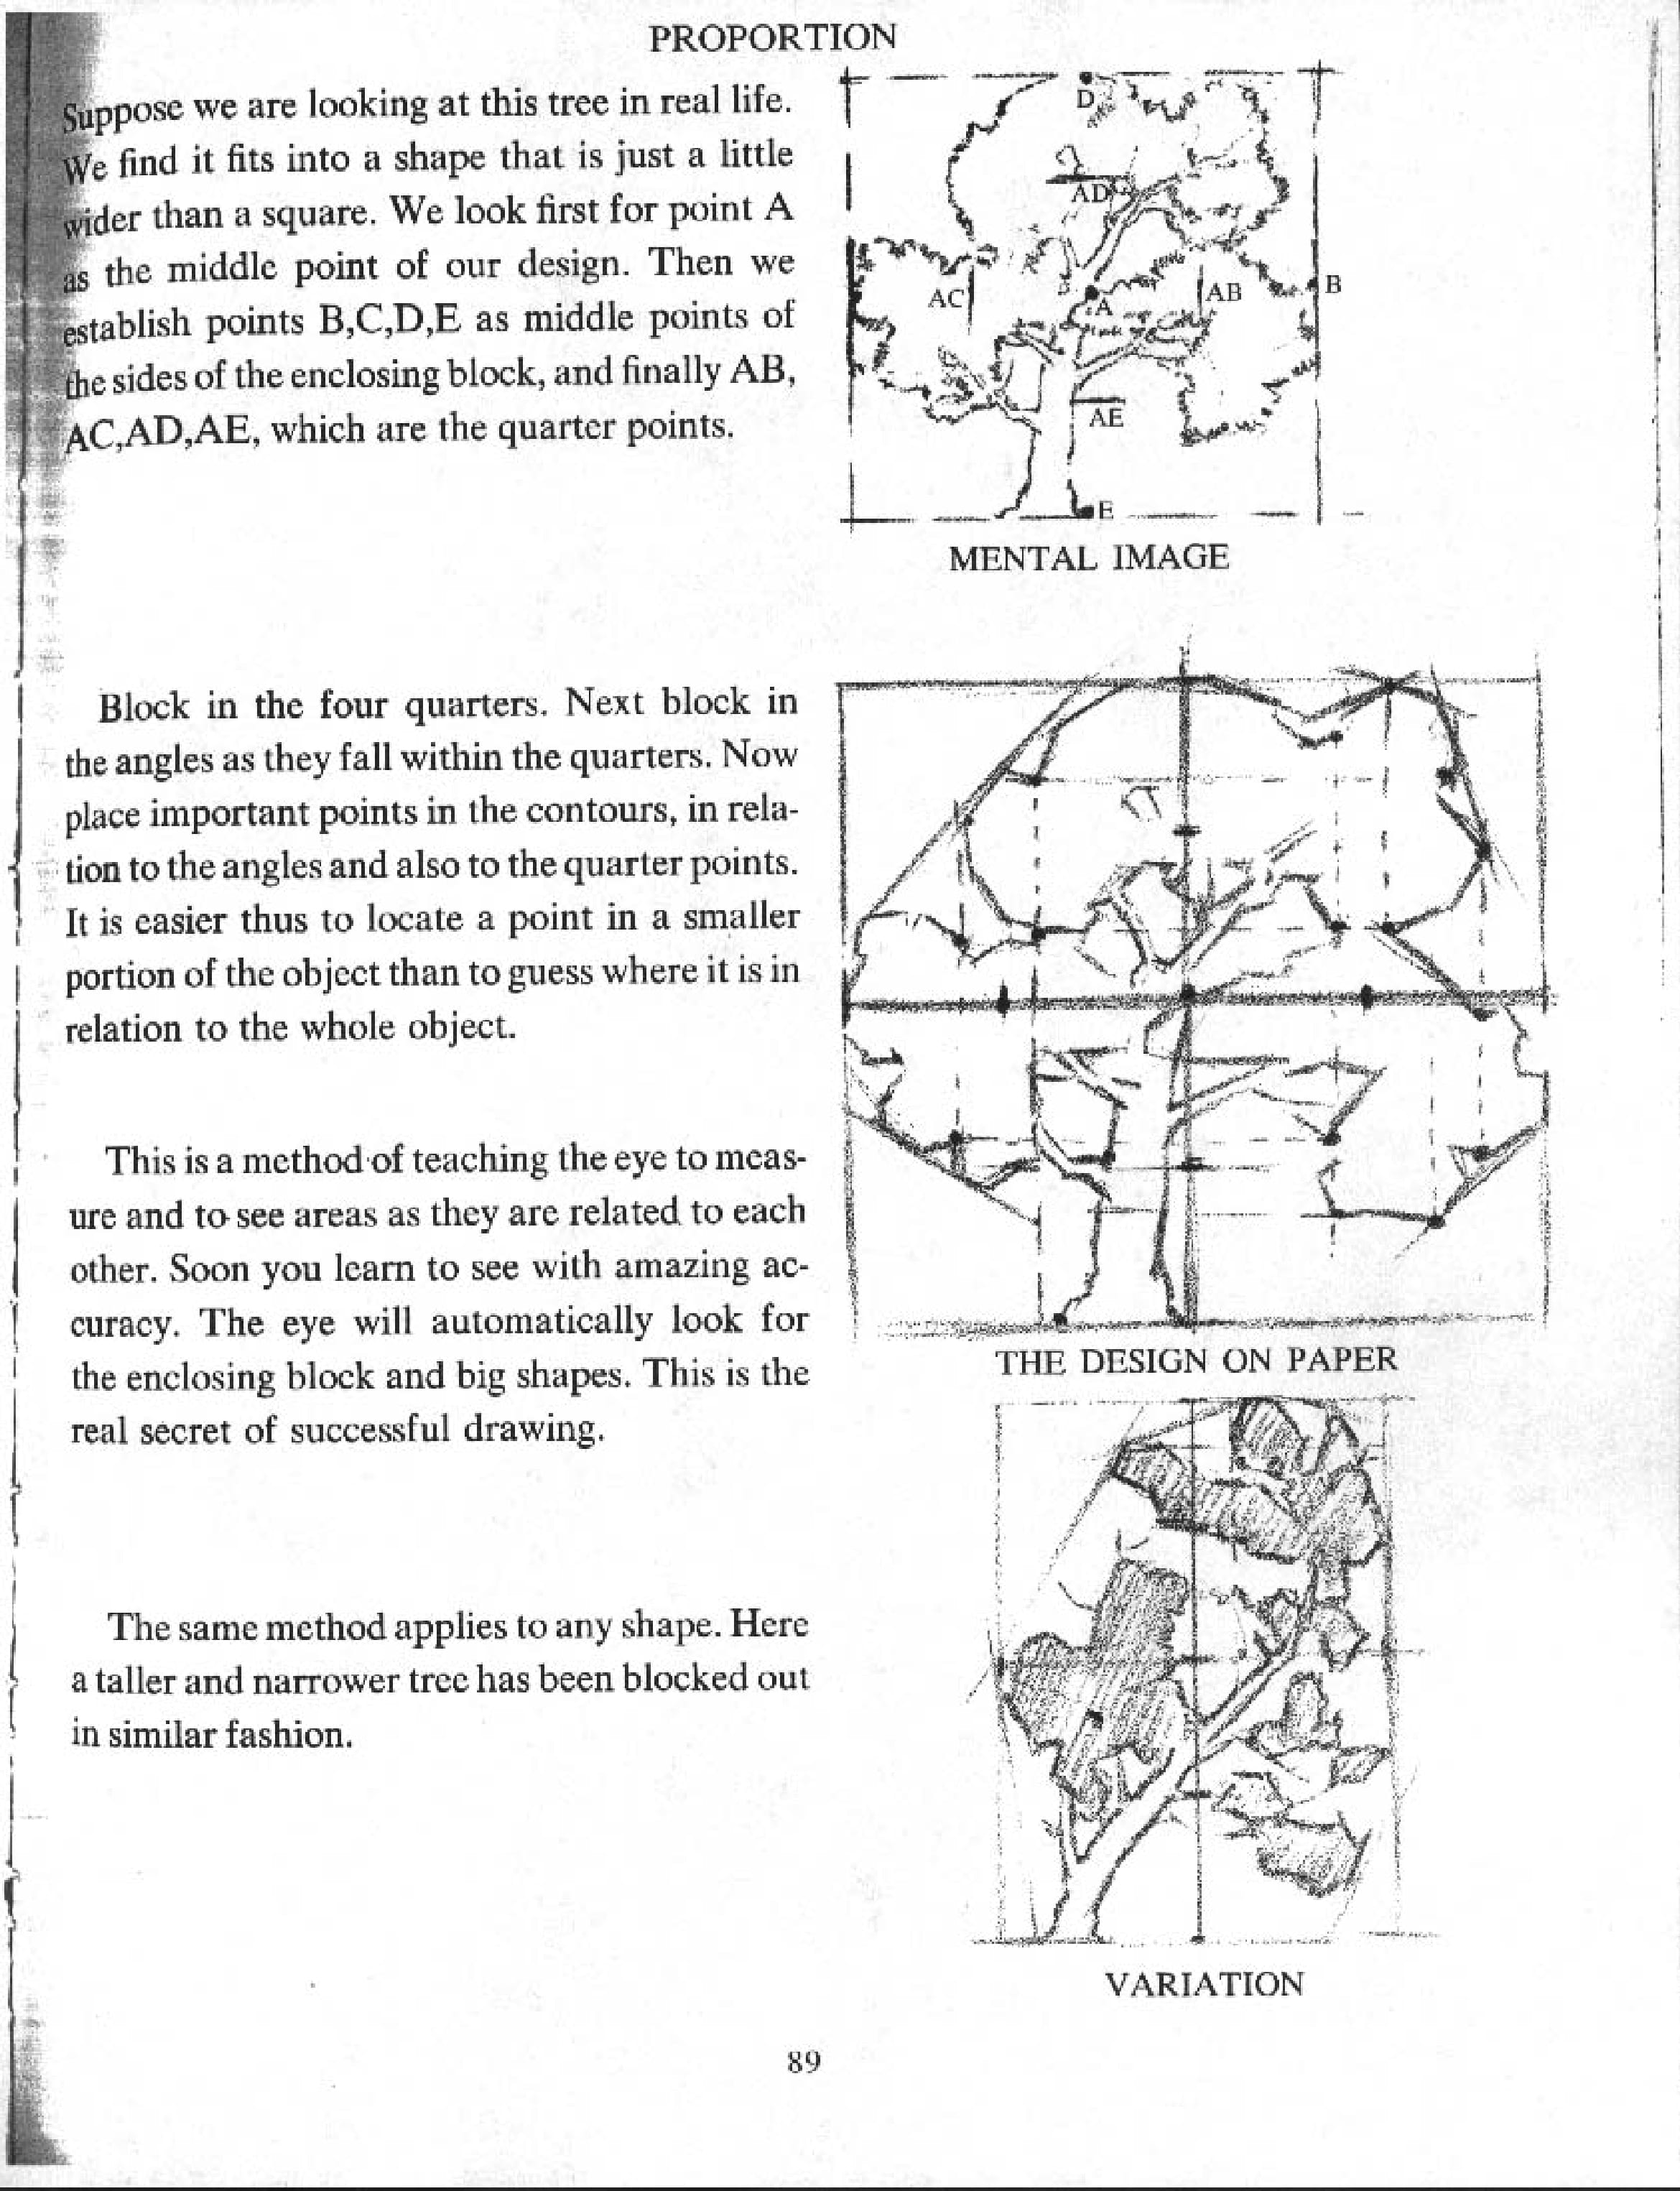 PROPORTION
Suppose we are looking at this tree in real life.
We find it fits into a shape that is just a little
wider than a square. We look first for point A
as the middle point of our design. Then we
establish points B,C,D,E as middle points of
the sides of the enclosing block, and finally AB,
AC,AD,AE, which are the quarter points.
D
AD
AC
A
AB
B
AE
E
MENTAL IMAGE
Block in the four quarters. Next block in
the angles as they fall within the quarters. Now
place important points in the contours, in rela-
tion to the angles and also to the quarter points.
It is easier thus to locate a point in a smaller
portion of the object than to guess where it is in
relation to the whole object.
This is a method of teaching the eye to meas-
ure and to see areas as they are related to each
other. Soon you learn to see with amazing ac-
curacy. The eye will automatically look for
the enclosing block and big shapes. This is the
real secret of successful drawing.
THE DESIGN ON PAPER
The same method applies to any shape. Here
a taller and narrower tree has been blocked out
in similar fashion.
VARIATION
89